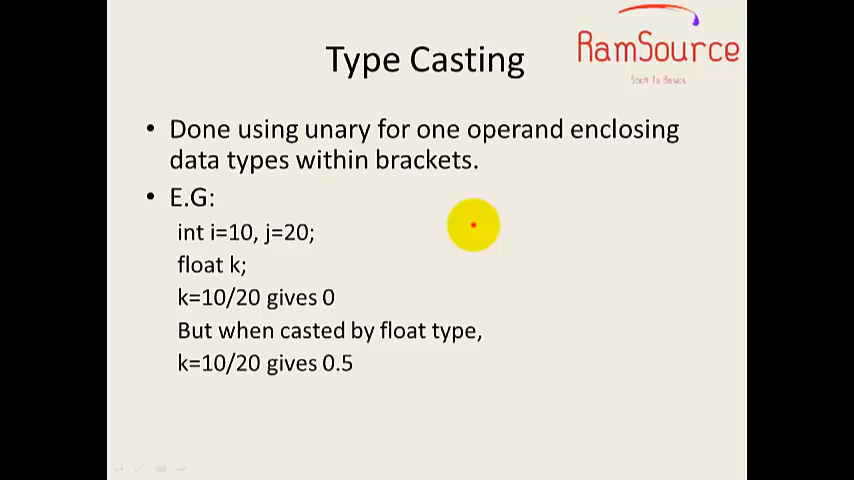 RamSource
Start To Basics
Type Casting
• Done using unary for one operand enclosing
data types within brackets.
• E.G:
int i=10, j=20;
float k;
k=10/20 gives 0
But when casted by float type,
k=10/20 gives 0.5